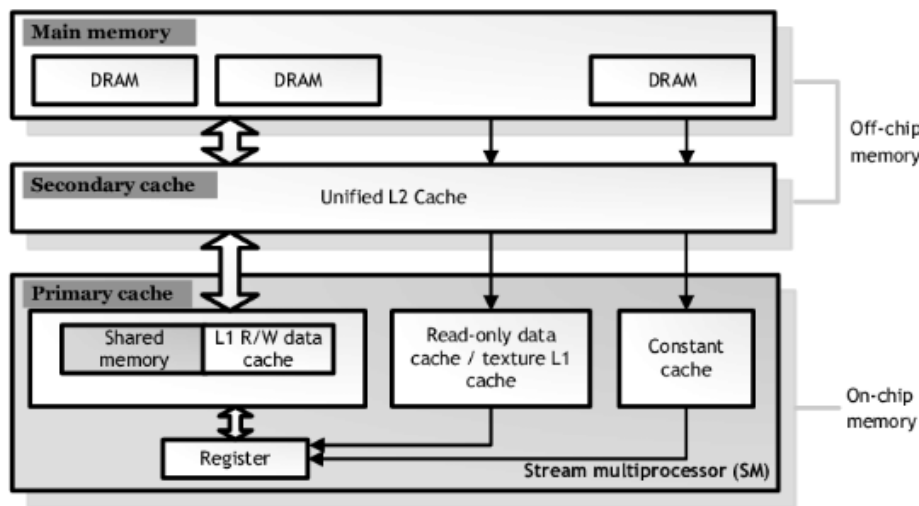 Main memory
DRAM
DRAM
DRAM
Off-chip
memory
Secondary cache
Unified L2 Cache
Primary cache
Shared
memory
L1 R/W data
cache
Read-only data
cache / texture L1
cache
Constant
cache
On-chip
memory
Register
Stream multiprocessor (SM)